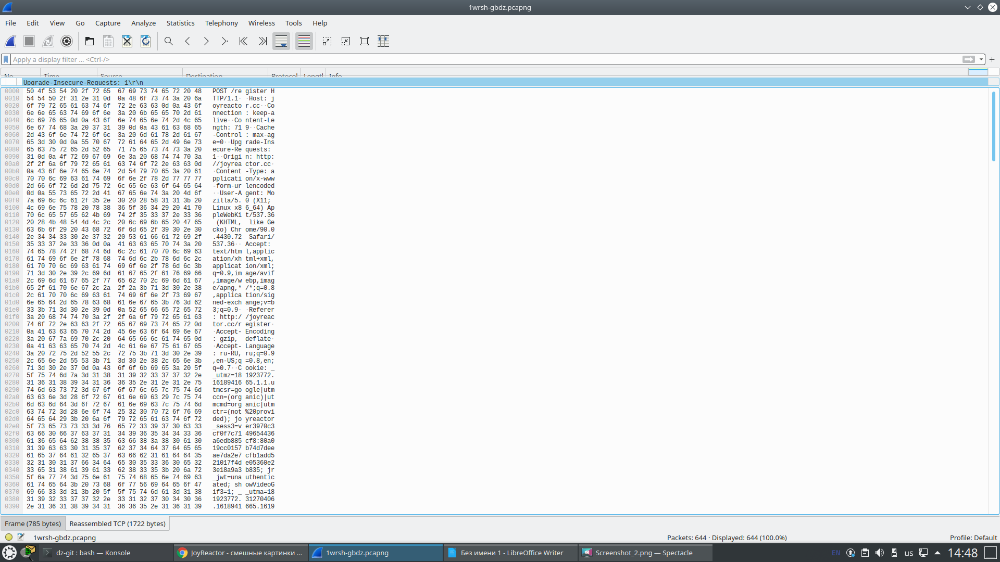 1wrsh-gbdz.pcapng
File Edit View Go Capture Analyze Statistics Telephony Wireless Tools Help
Apply a display filter ... <Ctrl-/>
No. Time Source Destination Protocol Length Info
Upgrade-Insecure-Requests: 1\r\n
0000 50 4f 53 54 20 2f 72 65 67 69 73 74 65 72 20 48 POST /re gister H
0010 54 54 50 2f 31 2e 31 0d 0a 48 6f 73 74 3a 20 6a TTP/1.1· ·Host: j
0020 6f 79 72 65 61 63 74 6f 72 2e 63 63 0d 0a 43 6f oyreacto r.cc··Co
0030 6e 6e 65 63 74 69 6f 6e 3a 20 6b 65 65 70 2d 61 nnection : keep-a
0040 6c 69 76 65 0d 0a 43 6f 6e 74 65 6e 74 2d 4c 65 live··Co ntent-Le
0050 6e 67 74 68 3a 20 37 31 39 0d 0a 43 61 63 68 65 ngth: 71 9··Cache
0060 2d 43 6f 6e 74 72 6f 6c 3a 20 6d 61 78 2d 61 67 -Control : max-ag
0070 65 3d 30 0d 0a 55 70 67 72 61 64 65 2d 49 6e 73 e=0··Upg rade-Ins
0080 65 63 75 72 65 2d 52 65 71 75 65 73 74 73 3a 20 ecure-Re quests:
0090 31 0d 0a 4f 72 69 67 69 6e 3a 20 68 74 74 70 3a 1··Origi n: http:
00a0 2f 2f 6a 6f 79 72 65 61 63 74 6f 72 2e 63 63 0d //joyrea ctor.cc·
00b0 0a 43 6f 6e 74 65 6e 74 2d 54 79 70 65 3a 20 61 ·Content -Type: a
00c0 70 70 6c 69 63 61 74 69 6f 6e 2f 78 2d 77 77 77 pplicati on/x-www
00d0 2d 66 6f 72 6d 2d 75 72 6c 65 6e 63 6f 64 65 64 -form-ur lencoded
00e0 0d 0a 55 73 65 72 2d 41 67 65 6e 74 3a 20 4d 6f ··User-A gent: Mo
00f0 7a 69 6c 6c 61 2f 35 2e 30 20 28 58 31 31 3b 20 zilla/5. 0 (X11;
0100 4c 69 6e 75 78 20 78 38 36 5f 36 34 29 20 41 70 Linux x8 6_64) Ap
0110 70 6c 65 57 65 62 4b 69 74 2f 35 33 37 2e 33 36 pleWebKi t/537.36
0120 20 28 4b 48 54 4d 4c 2c 20 6c 69 6b 65 20 47 65 (KHTML, like Ge
0130 63 6b 6f 29 20 43 68 72 6f 6d 65 2f 39 30 2e 30 cko) Chr ome/90.0
0140 2e 34 34 33 30 2e 37 32 20 53 61 66 61 72 69 2f .4430.72 Safari/
0150 35 33 37 2e 33 36 0d 0a 41 63 63 65 70 74 3a 20 537.36·· Accept:
0160 74 65 78 74 2f 68 74 6d 6c 2c 61 70 70 6c 69 63 text/htm l,applic
0170 61 74 69 6f 6e 2f 78 68 74 6d 6c 2b 78 6d 6c 2c ation/xh tml+xml,
0180 61 70 70 6c 69 63 61 74 69 6f 6e 2f 78 6d 6c 3b applicat ion/xml;
0190 71 3d 30 2e 39 2c 69 6d 61 67 65 2f 61 76 69 66 q=0.9,im age/avif
01a0 2c 69 6d 61 67 65 2f 77 65 62 70 2c 69 6d 61 67 ,image/w ebp,imag
01b0 65 2f 61 70 6e 67 2c 2a 2f 2a 3b 71 3d 30 2e 38 e/apng,* /*;q=0.8
01c0 2c 61 70 70 6c 69 63 61 74 69 6f 6e 2f 73 69 67 ,applica tion/sig
01d0 6e 65 64 2d 65 78 63 68 61 6e 67 65 3b 76 3d 62 ned-exch ange;v=b
01e0 33 3b 71 3d 30 2e 39 0d 0a 52 65 66 65 72 65 72 3;q=0.9· ·Referer
01f0 3a 20 68 74 74 70 3a 2f 2f 6a 6f 79 72 65 61 63 : http:/ /joyreac
0200 74 6f 72 2e 63 63 2f 72 65 67 69 73 74 65 72 0d tor.cc/r egister·
0210 0a 41 63 63 65 70 74 2d 45 6e 63 6f 64 69 6e 67 ·Accept- Encoding
0220 3a 20 67 7a 69 70 2c 20 64 65 66 6c 61 74 65 0d : gzip, deflate·
0230 0a 41 63 63 65 70 74 2d 4c 61 6e 67 75 61 67 65 ·Accept- Language
0240 3a 20 72 75 2d 52 55 2c 72 75 3b 71 3d 30 2e 39 : ru-RU, ru;q=0.9
0250 2c 65 6e 2d 55 53 3b 71 3d 30 2e 38 2c 65 6e 3b ,en-US;q =0.8,en;
0260 71 3d 30 2e 37 0d 0a 43 6f 6f 6b 69 65 3a 20 5f q=0.7··C ookie: _
0270 5f 75 74 6d 7a 3d 31 38 31 39 32 33 37 37 32 2e _utmz=18 1923772.
0280 31 36 31 38 39 34 31 36 36 35 2e 31 2e 31 2e 75 16189416 65.1.1.u
0290 74 6d 63 73 72 3d 67 6f 6f 67 6c 65 7c 75 74 6d tmcsr=go ogle|utm
02a0 63 63 6e 3d 28 6f 72 67 61 6e 69 63 29 7c 75 74 ccn=(org anic)|ut
02b0 6d 63 6d 64 3d 6f 72 67 61 6e 69 63 7c 75 74 6d mcmd=org anic|utm
02c0 63 74 72 3d 28 6e 6f 74 25 32 30 70 72 6f 76 69 ctr=(not %20provi
02d0 64 65 64 29 3b 20 6a 6f 79 72 65 61 63 74 6f 72 ded); jo yreactor
02e0 5f 73 65 73 73 33 3d 76 65 72 33 39 37 30 63 33 _sess3=v er3970c3
02f0 63 66 30 66 37 63 37 31 34 39 36 35 34 34 33 36 cf0f7c71 49654436
0300 61 36 65 64 62 38 38 35 63 66 38 3a 38 30 61 30 a6edb885 cf8:80a0
0310 31 39 63 63 30 31 35 37 62 37 34 64 37 64 65 65 19cc0157 b74d7dee
0320 61 65 37 64 61 32 65 37 63 66 62 31 61 64 64 35 ae7da2e7 cfb1add5
0330 32 31 30 31 37 66 34 64 65 30 35 33 36 30 65 32 21017f4d e05360e2
0340 33 65 31 38 61 39 61 33 62 38 33 35 3b 20 6a 72 3e18a9a3 b835; jr
0350 5f 6a 77 74 3d 75 6e 61 75 74 68 65 6e 74 69 63 _jwt=una uthentic
0360 61 74 65 64 3b 20 73 68 6f 77 56 69 64 65 6f 47 ated; sh owVideoG
0370 69 66 33 3d 31 3b 20 5f 5f 75 74 6d 61 3d 31 38 if3=1; _ _utma=18
0380 31 39 32 33 37 37 32 2e 33 31 32 37 30 34 30 36 1923772. 31270406
0390 2e 31 36 31 38 39 34 31 36 36 35 2e 31 36 31 39 .1618941 665.1619
Frame (785 bytes) Reassembled TCP (1722 bytes)
1wrsh-gbdz.pcapng Packets: 644 · Displayed: 644 (100.0%) Profile: Default
dz-git : bash — Konsole JoyReactor - смешные картинки ... 1wrsh-gbdz.pcapng Без имени 1 - LibreOffice Writer Screenshot_2.png — Spectacle EN us 14:48